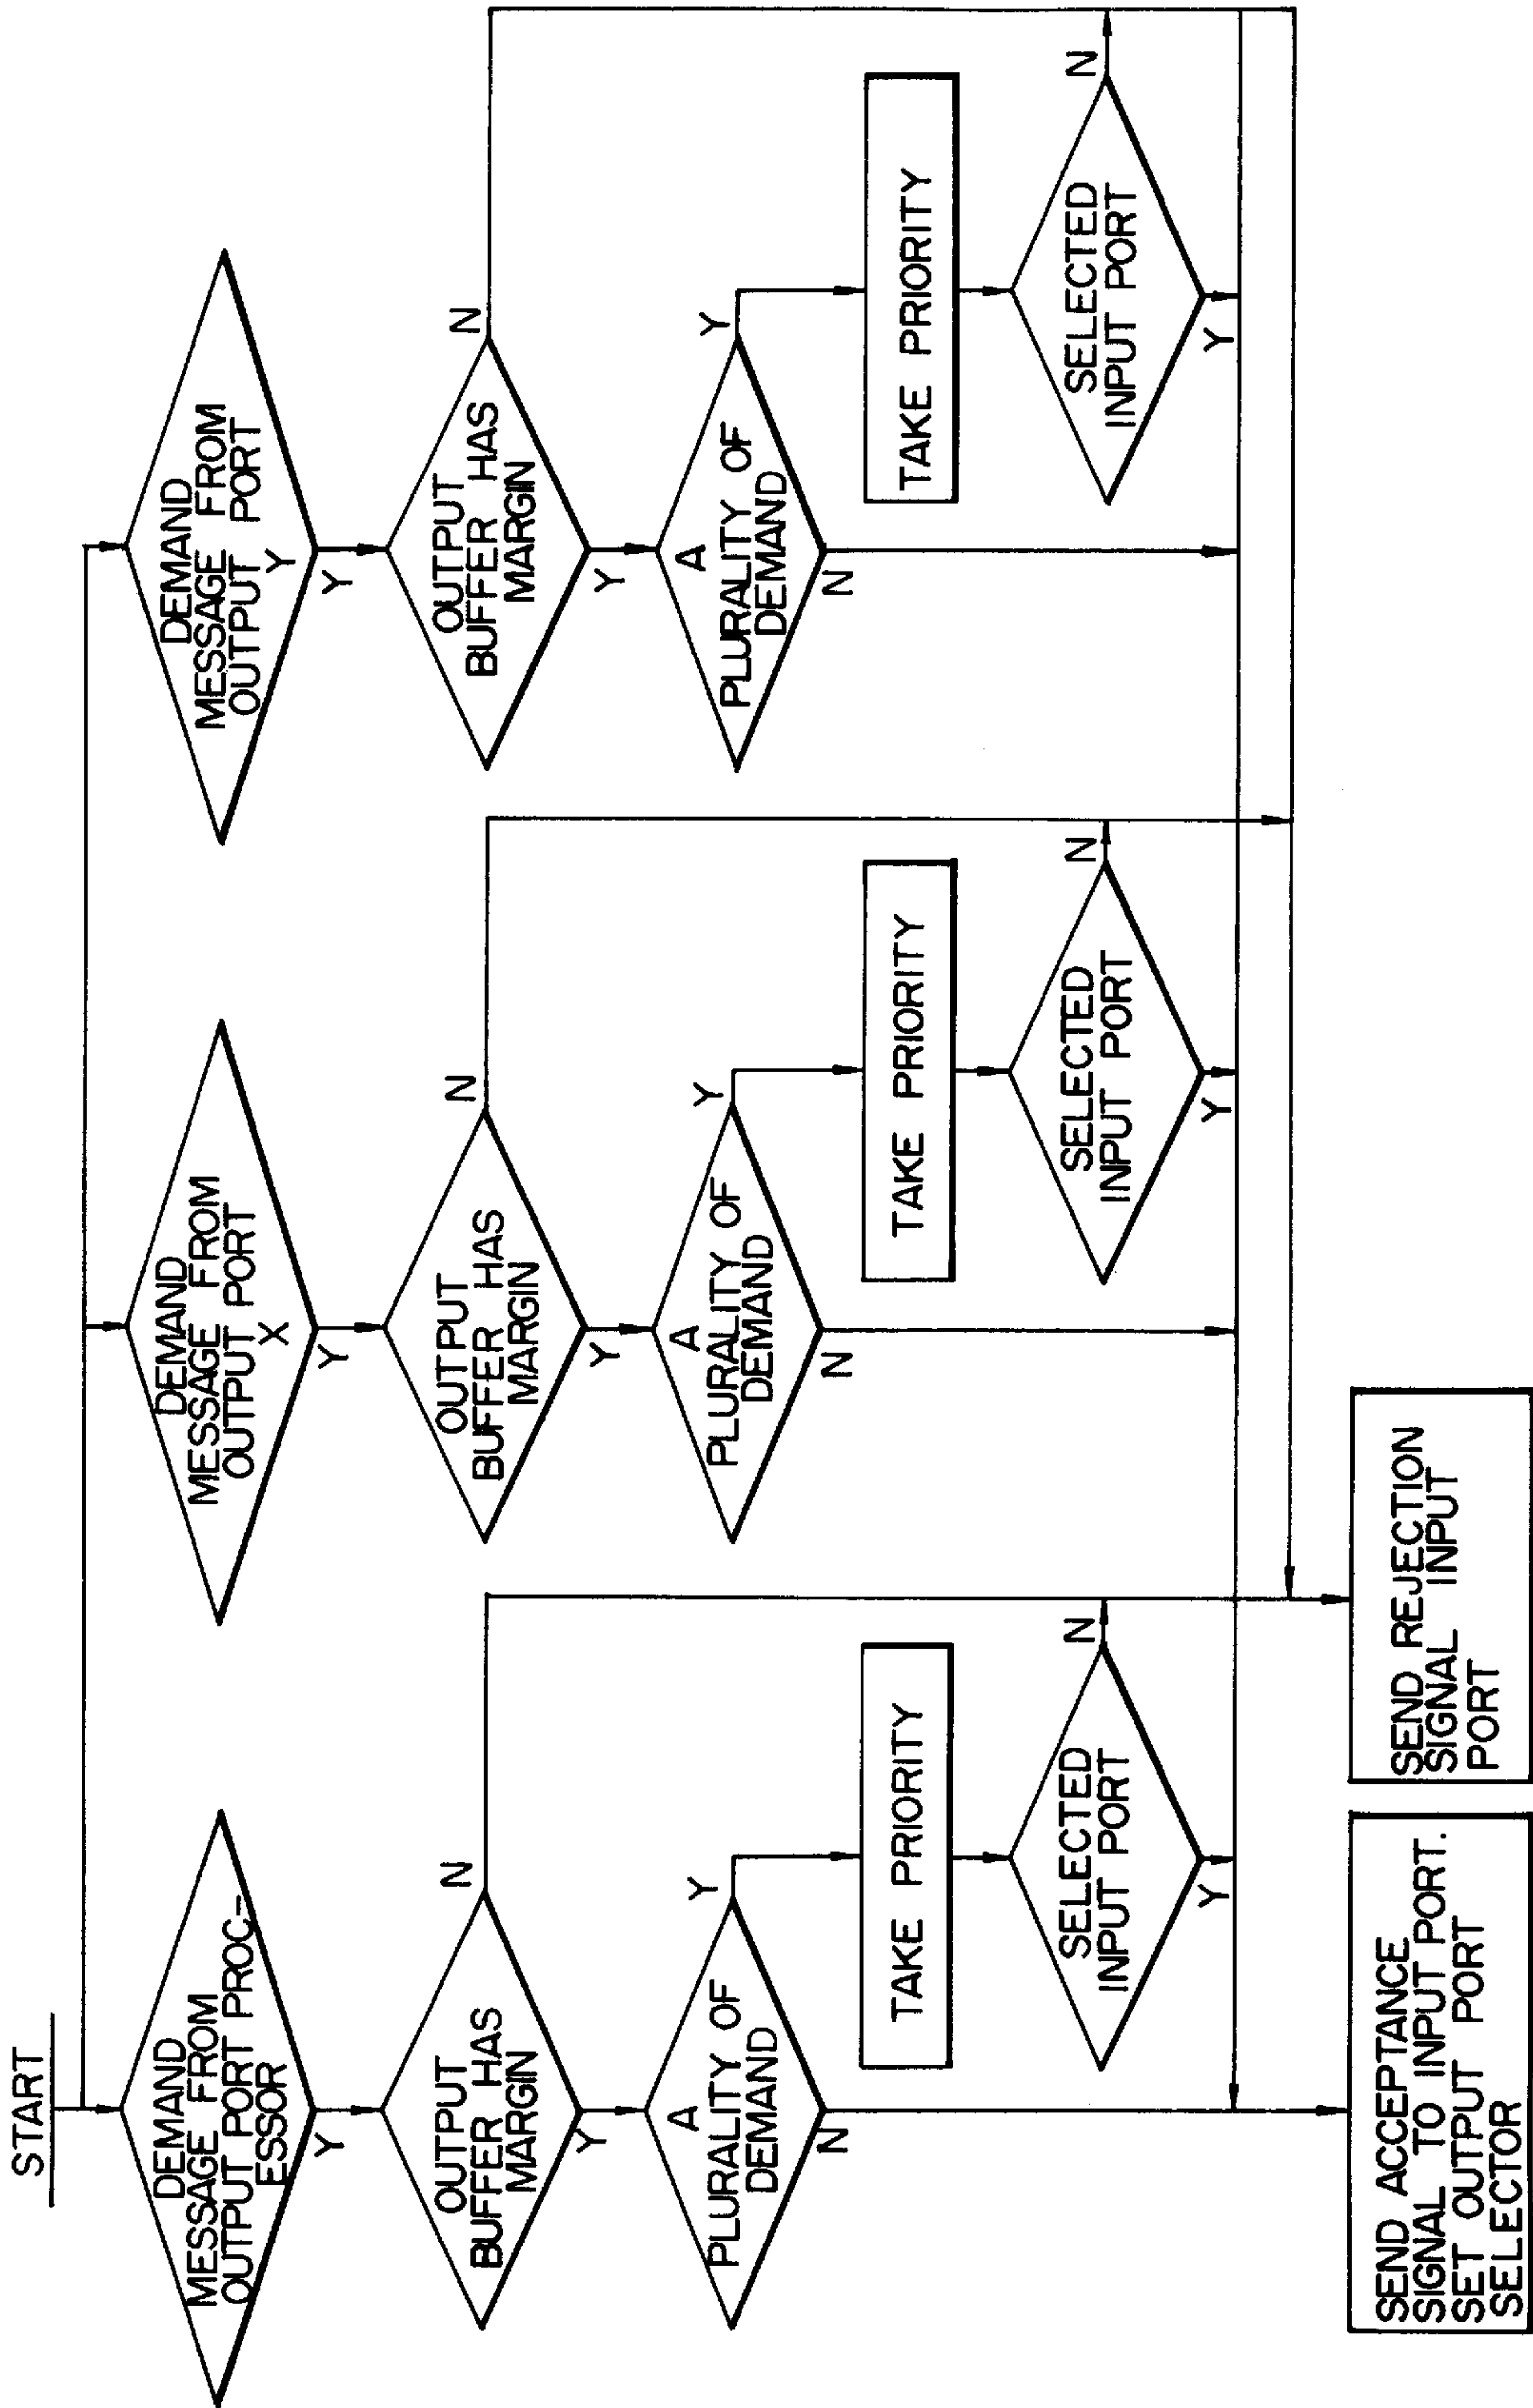 START
DEMAND
MESSAGE FROM
OUTPUT PORT PROC-
ESSOR
Y
OUTPUT
BUFFER HAS
MARGIN
N
Y
A
PLURALITY OF
DEMAND
Y
N
TAKE PRIORITY
SELECTED
INPUT PORT
N
Y
DEMAND
MESSAGE FROM
OUTPUT PORT
X
Y
OUTPUT
BUFFER HAS
MARGIN
N
Y
A
PLURALITY OF
DEMAND
Y
N
TAKE PRIORITY
SELECTED
INPUT PORT
N
Y
DEMAND
MESSAGE FROM
OUTPUT PORT
Y
Y
OUTPUT
BUFFER HAS
MARGIN
N
Y
A
PLURALITY OF
DEMAND
Y
N
TAKE PRIORITY
SELECTED
INPUT PORT
N
Y
SEND ACCEPTANCE
SIGNAL TO INPUT PORT.
SET OUTPUT PORT
SELECTOR
SEND REJECTION
SIGNAL INPUT
PORT